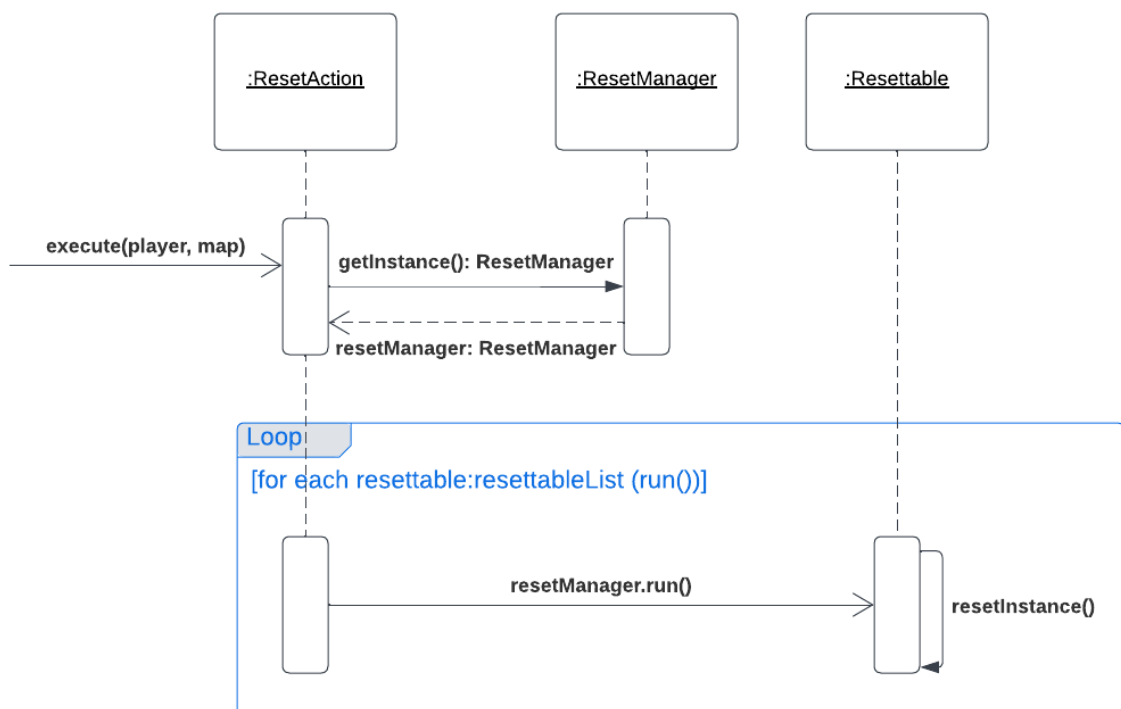 :ResetAction
:ResetManager
:Resettable
execute(player, map)
getInstance(): ResetManager
resetManager: ResetManager
Loop
[for each resettable:resettableList (run())]
resetManager.run()
resetInstance()